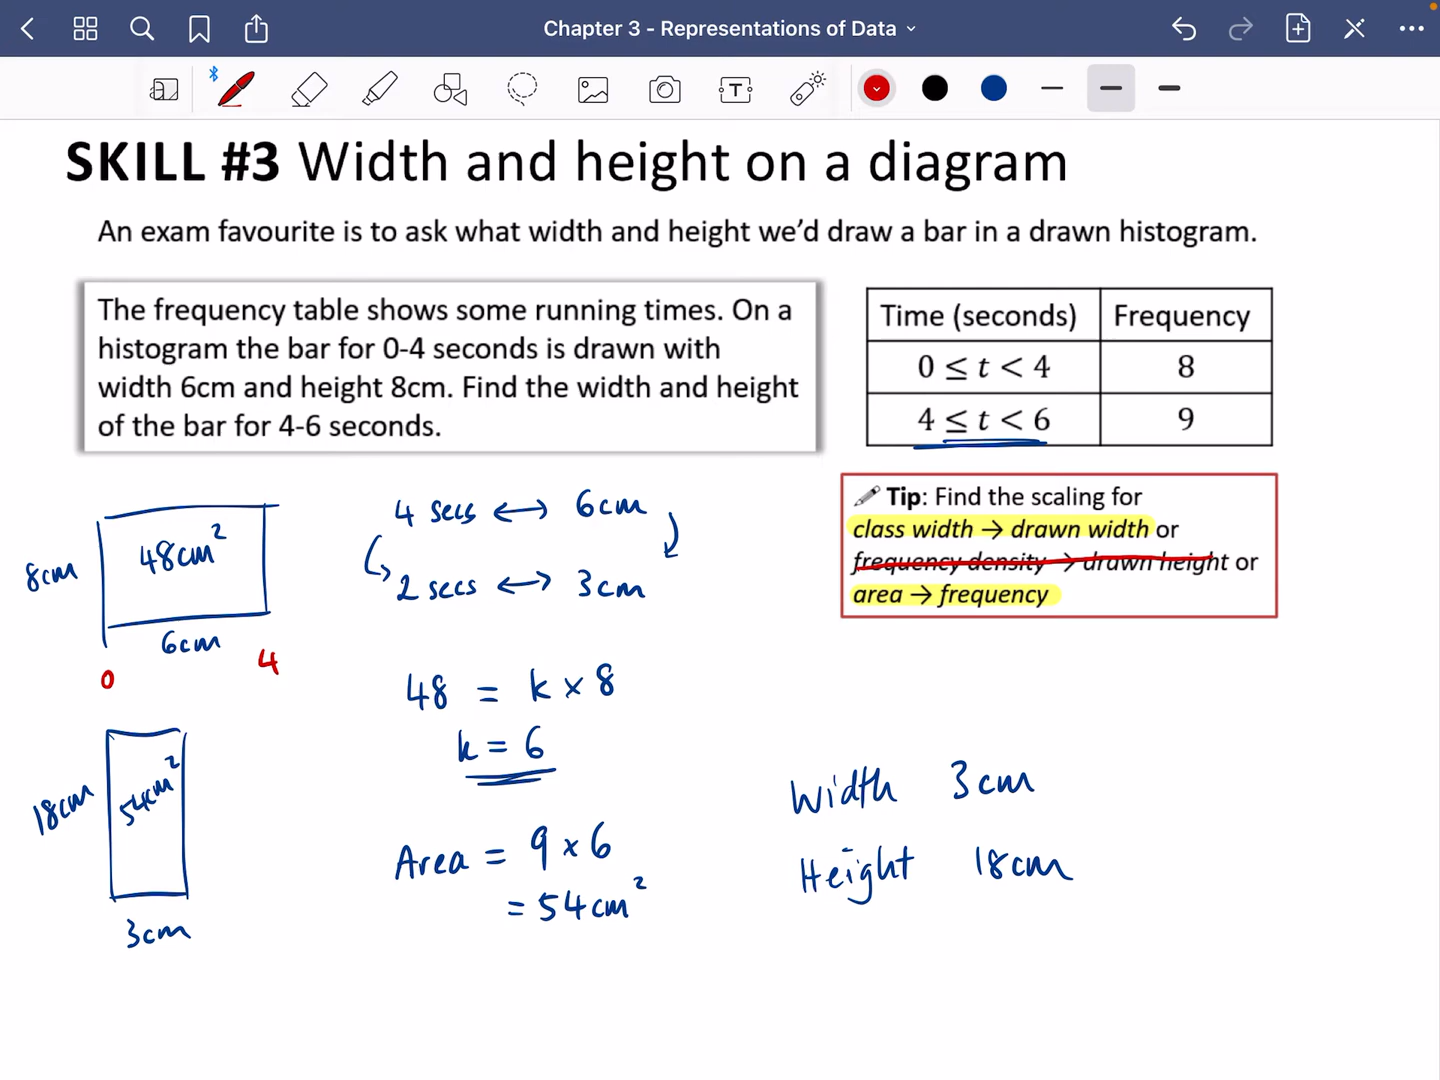 Chapter 3 - Representations of Data
T
SKILL #3 Width and height on a diagram
An exam favourite is to ask what width and height we'd draw a bar in a drawn histogram.
The frequency table shows some running times. On a
histogram the bar for 0-4 seconds is drawn with
width 6cm and height 8cm. Find the width and height
of the bar for 4-6 seconds.
Time (seconds) Frequency
0 ≤ t < 4 8
4 ≤ t < 6 9
Tip: Find the scaling for
class width → drawn width or
frequency density → drawn height or
area → frequency
8cm
48cm²
6cm
0 4
4 secs ↔ 6cm
2 secs ↔ 3cm
48 = k × 8
k = 6
18cm
54cm²
3cm
Area = 9 × 6
= 54cm²
Width 3cm
Height 18cm